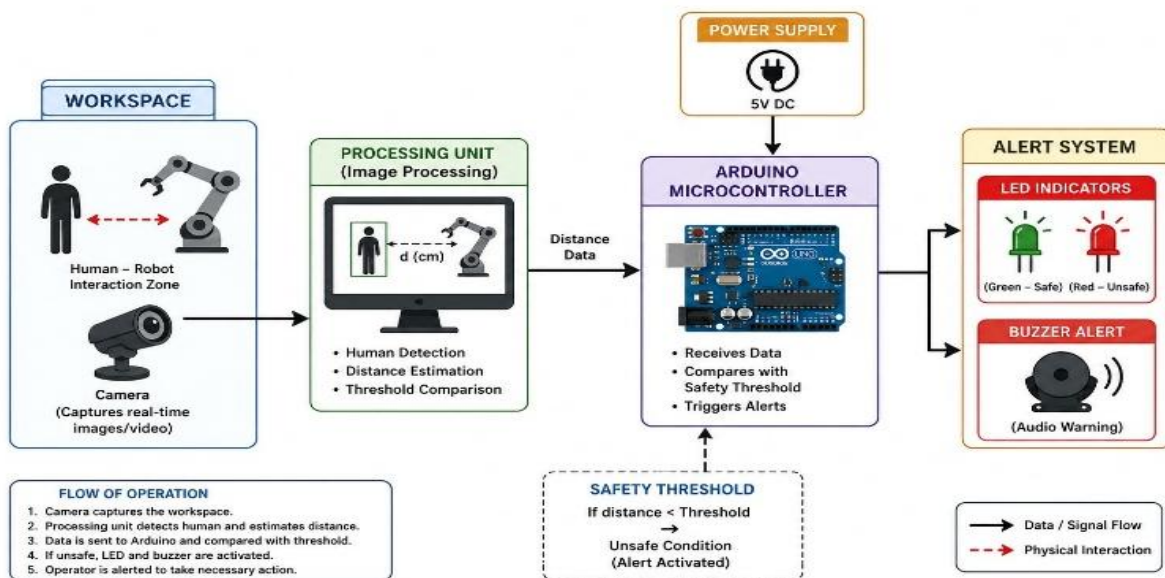 POWER SUPPLY
5V DC
WORKSPACE
Human – Robot
Interaction Zone
Camera
(Captures real-time
images/video)
PROCESSING UNIT
(Image Processing)
d (cm)
• Human Detection
• Distance Estimation
• Threshold Comparison
Distance
Data
ARDUINO
MICROCONTROLLER
UNO
• Receives Data
• Compares with
Safety Threshold
• Triggers Alerts
ALERT SYSTEM
LED INDICATORS
(Green – Safe) (Red – Unsafe)
BUZZER ALERT
(Audio Warning)
FLOW OF OPERATION
1. Camera captures the workspace.
2. Processing unit detects human and estimates distance.
3. Data is sent to Arduino and compared with threshold.
4. If unsafe, LED and buzzer are activated.
5. Operator is alerted to take necessary action.
SAFETY THRESHOLD
If distance < Threshold
→
Unsafe Condition
(Alert Activated)
Data / Signal Flow
Physical Interaction